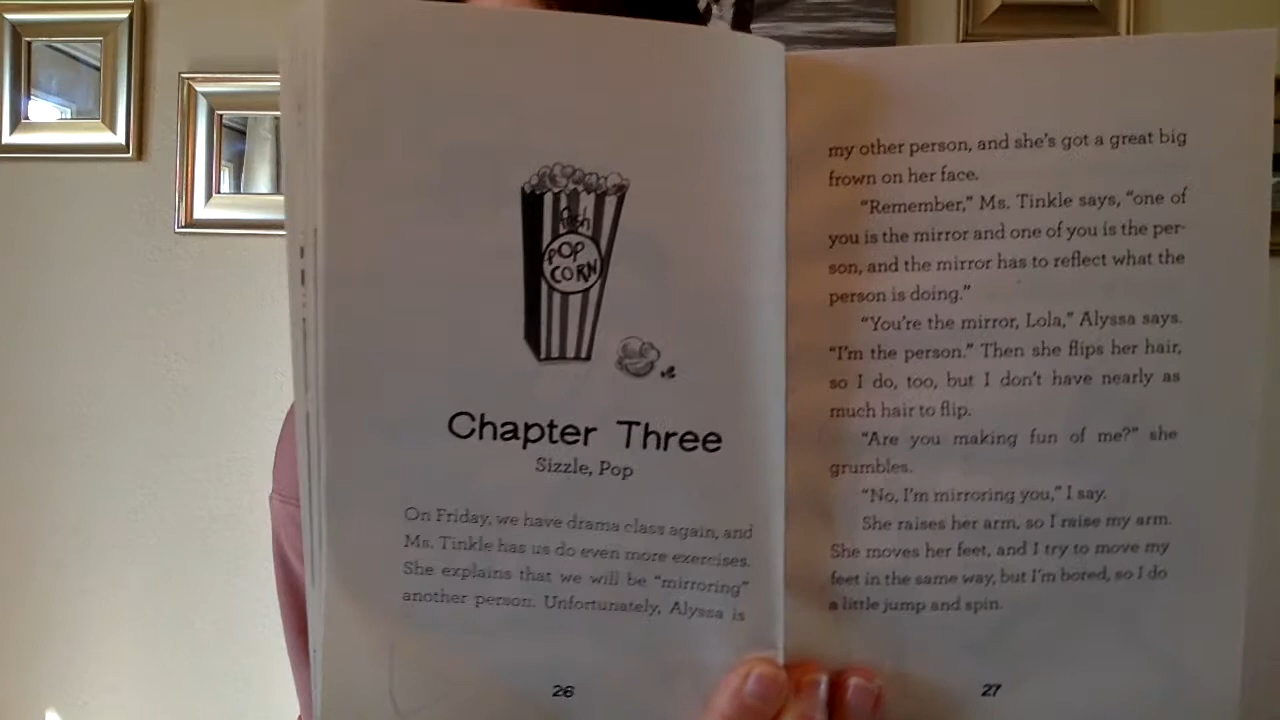 fish
POP
CORN
Chapter Three
Sizzle, Pop
On Friday, we have drama class again, and
Ms. Tinkle has us do even more exercises.
She explains that we will be "mirroring"
another person. Unfortunately, Alyssa is
26
my other person, and she's got a great big
frown on her face.
"Remember," Ms. Tinkle says, "one of
you is the mirror and one of you is the per-
son, and the mirror has to reflect what the
person is doing."
"You're the mirror, Lola," Alyssa says.
"I'm the person." Then she flips her hair,
so I do, too, but I don't have nearly as
much hair to flip.
"Are you making fun of me?" she
grumbles.
"No, I'm mirroring you," I say.
She raises her arm, so I raise my arm.
She moves her feet, and I try to move my
feet in the same way, but I'm bored, so I do
a little jump and spin.
27